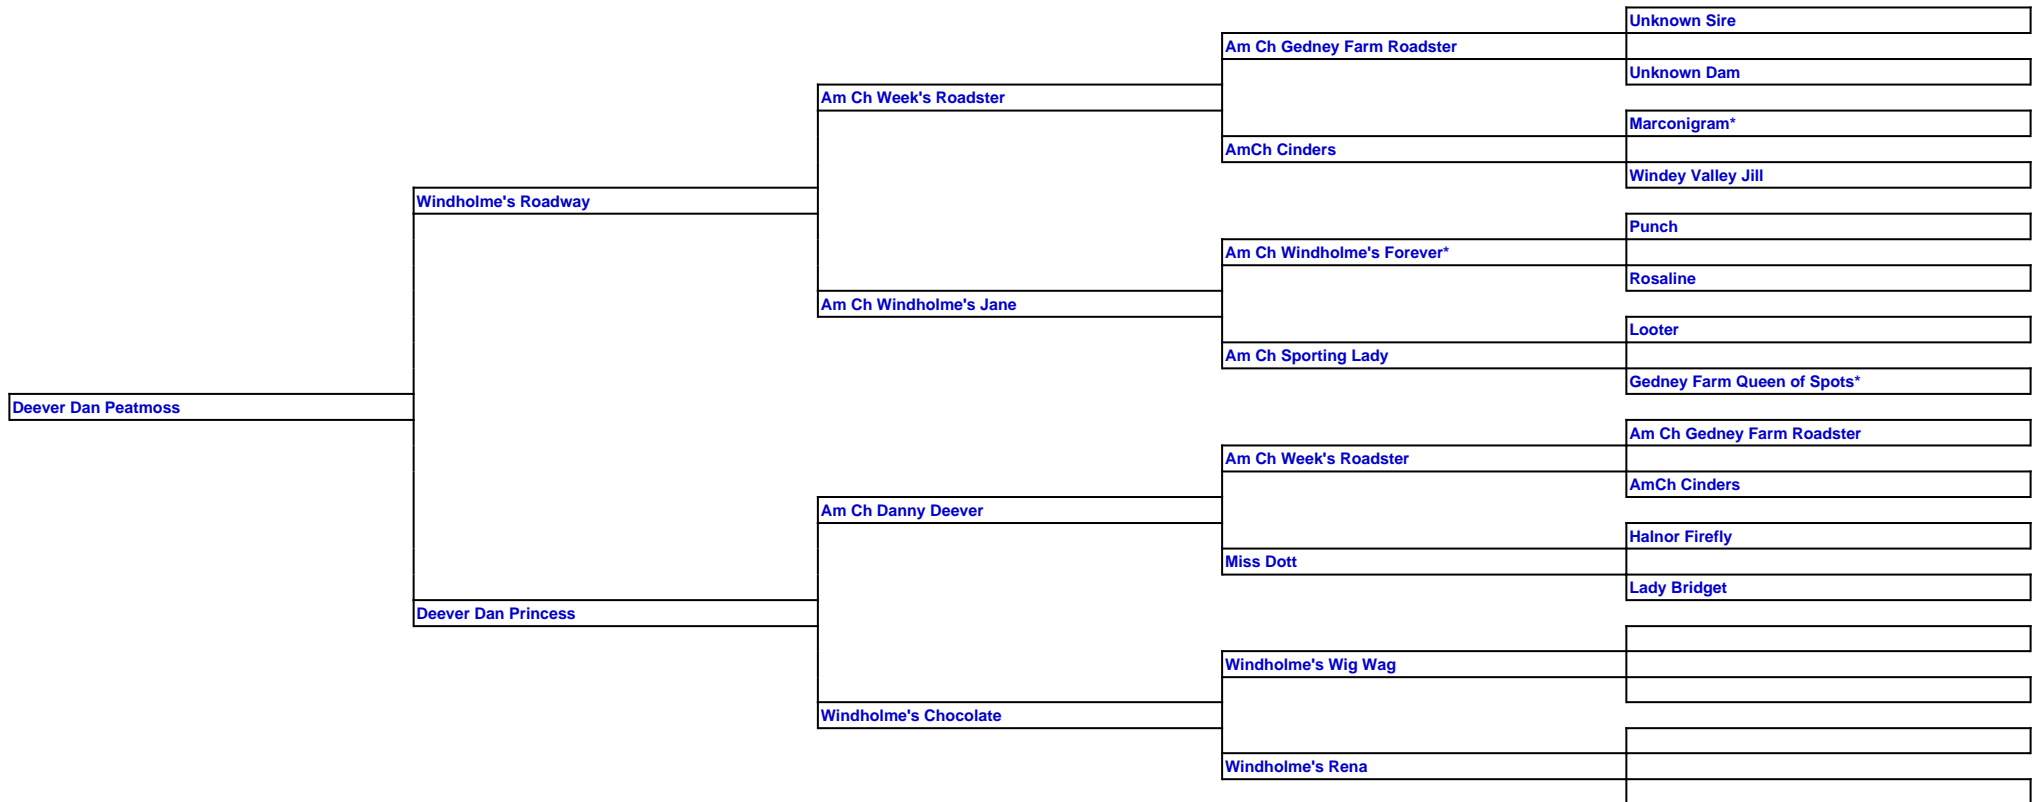 Unknown Sire
Am Ch Gedney Farm Roadster
Unknown Dam
Am Ch Week's Roadster
Marconigram*
AmCh Cinders
Windey Valley Jill
Windholme's Roadway
Punch
Am Ch Windholme's Forever*
Rosaline
Am Ch Windholme's Jane
Looter
Am Ch Sporting Lady
Gedney Farm Queen of Spots*
Deever Dan Peatmoss
Am Ch Gedney Farm Roadster
Am Ch Week's Roadster
AmCh Cinders
Am Ch Danny Deever
Halnor Firefly
Miss Dott
Lady Bridget
Deever Dan Princess
Windholme's Wig Wag
Windholme's Chocolate
Windholme's Rena